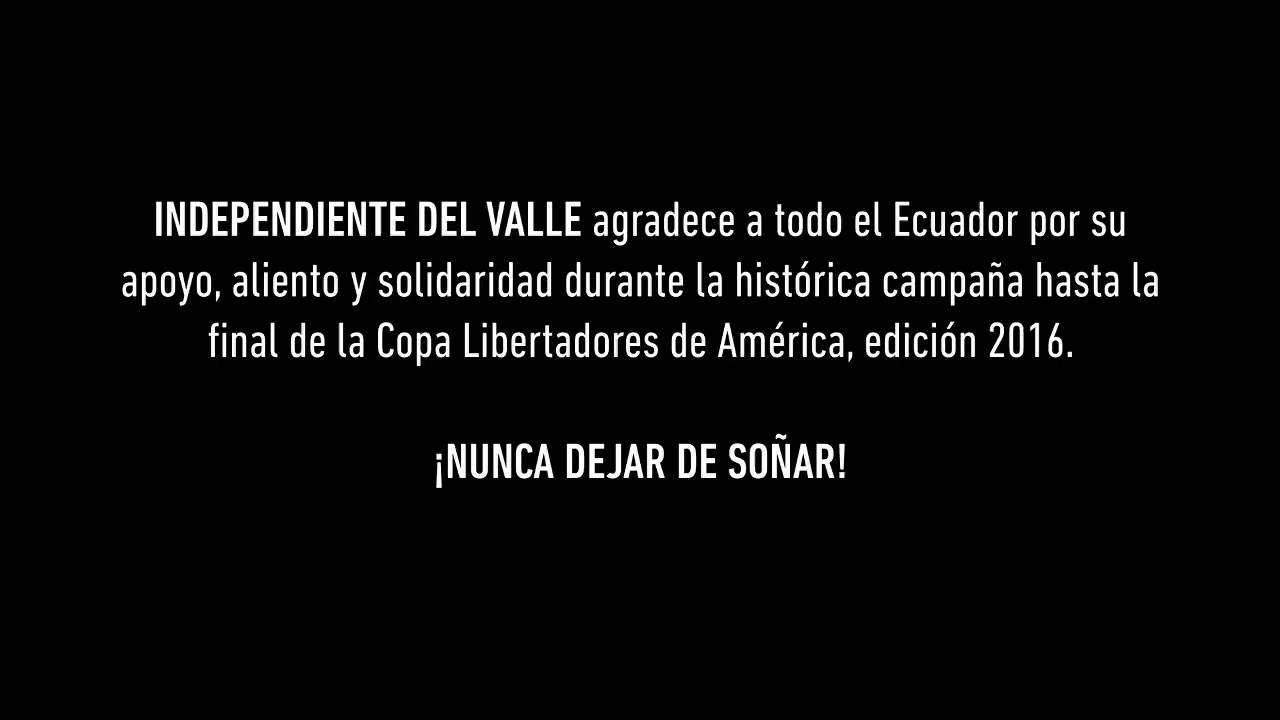 INDEPENDIENTE DEL VALLE agradece a todo el Ecuador por su
apoyo, aliento y solidaridad durante la histórica campaña hasta la
final de la Copa Libertadores de América, edición 2016.
¡NUNCA DEJAR DE SOÑAR!